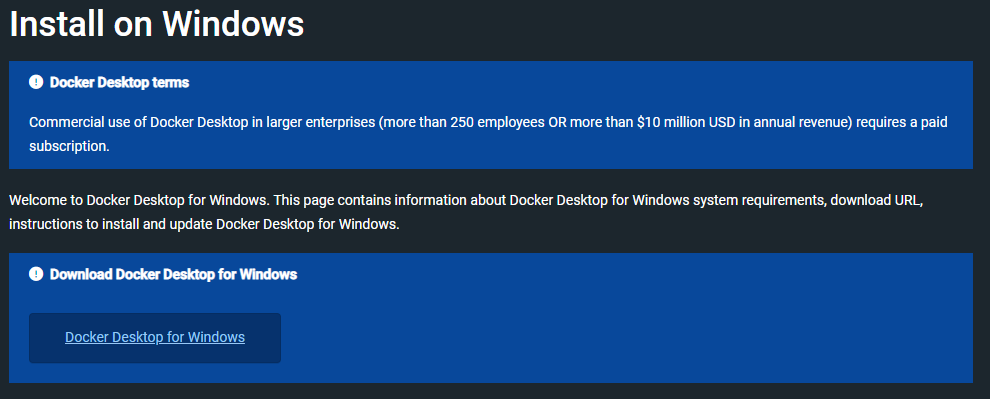 Install on Windows
Docker Desktop terms
Commercial use of Docker Desktop in larger enterprises (more than 250 employees OR more than $10 million USD in annual revenue) requires a paid
subscription.
Welcome to Docker Desktop for Windows. This page contains information about Docker Desktop for Windows system requirements, download URL,
instructions to install and update Docker Desktop for Windows.
Download Docker Desktop for Windows
Docker Desktop for Windows